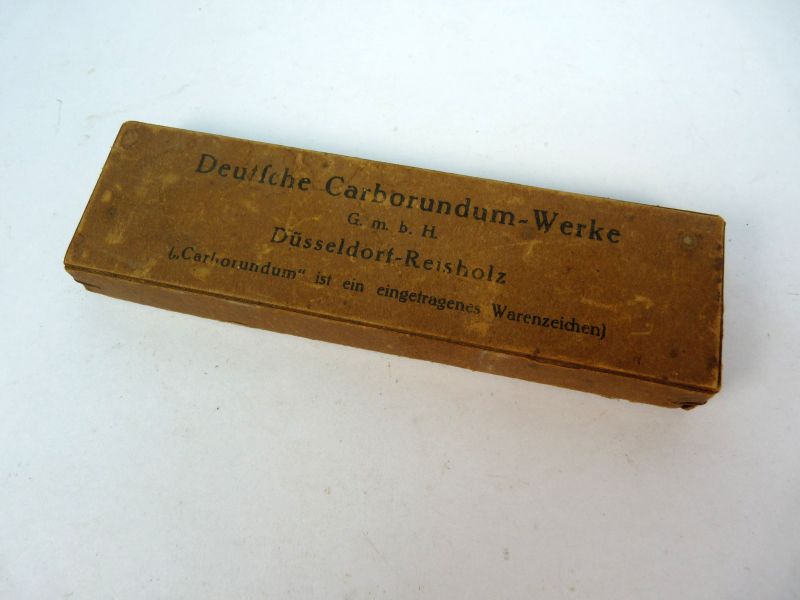 Deutſche Carborundum-Werke
G. m. b. H.
Düsseldorf-Reisholz
(„Carborundum“ ist ein eingetragenes Warenzeichen)